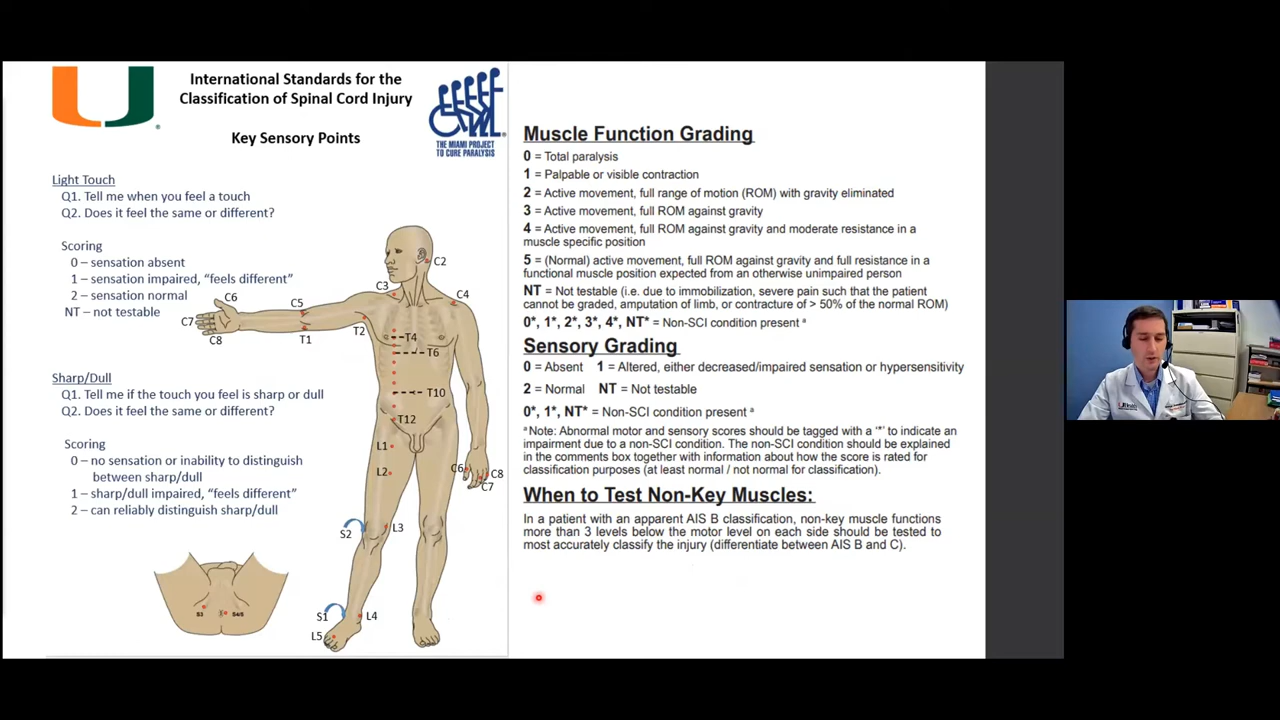 International Standards for the
Classification of Spinal Cord Injury
Key Sensory Points
THE MIAMI PROJECT
TO CURE PARALYSIS
Light Touch
Q1. Tell me when you feel a touch
Q2. Does it feel the same or different?
Scoring
0 – sensation absent
1 – sensation impaired, “feels different”
2 – sensation normal
NT – not testable
Sharp/Dull
Q1. Tell me if the touch you feel is sharp or dull
Q2. Does it feel the same or different?
Scoring
0 – no sensation or inability to distinguish
between sharp/dull
1 – sharp/dull impaired, “feels different”
2 – can reliably distinguish sharp/dull
C2
C3
C4
C6
C5
C7
C8
T1
T2
T4
T6
T10
T12
L1
L2
C6
C8
C7
S2
L3
S1
L4
L5
S3
S4/5
Muscle Function Grading
0 = Total paralysis
1 = Palpable or visible contraction
2 = Active movement, full range of motion (ROM) with gravity eliminated
3 = Active movement, full ROM against gravity
4 = Active movement, full ROM against gravity and moderate resistance in a
muscle specific position
5 = (Normal) active movement, full ROM against gravity and full resistance in a
functional muscle position expected from an otherwise unimpaired person
NT = Not testable (i.e. due to immobilization, severe pain such that the patient
cannot be graded, amputation of limb, or contracture of > 50% of the normal ROM)
0*, 1*, 2*, 3*, 4*, NT* = Non-SCI condition present ª
Sensory Grading
0 = Absent 1 = Altered, either decreased/impaired sensation or hypersensitivity
2 = Normal NT = Not testable
0*, 1*, NT* = Non-SCI condition present ª
ª Note: Abnormal motor and sensory scores should be tagged with a ‘*’ to indicate an
impairment due to a non-SCI condition. The non-SCI condition should be explained
in the comments box together with information about how the score is rated for
classification purposes (at least normal / not normal for classification).
When to Test Non-Key Muscles:
In a patient with an apparent AIS B classification, non-key muscle functions
more than 3 levels below the motor level on each side should be tested to
most accurately classify the injury (differentiate between AIS B and C).